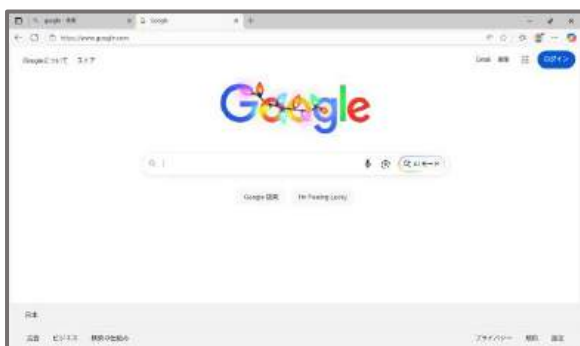 google - 検索
Google
https://www.google.com
Googleについて ストア
Gmail 画像
ログイン
Google
AI モード
Google 検索 I'm Feeling Lucky
日本
広告 ビジネス 検索の仕組み
プライバシー 規約 設定